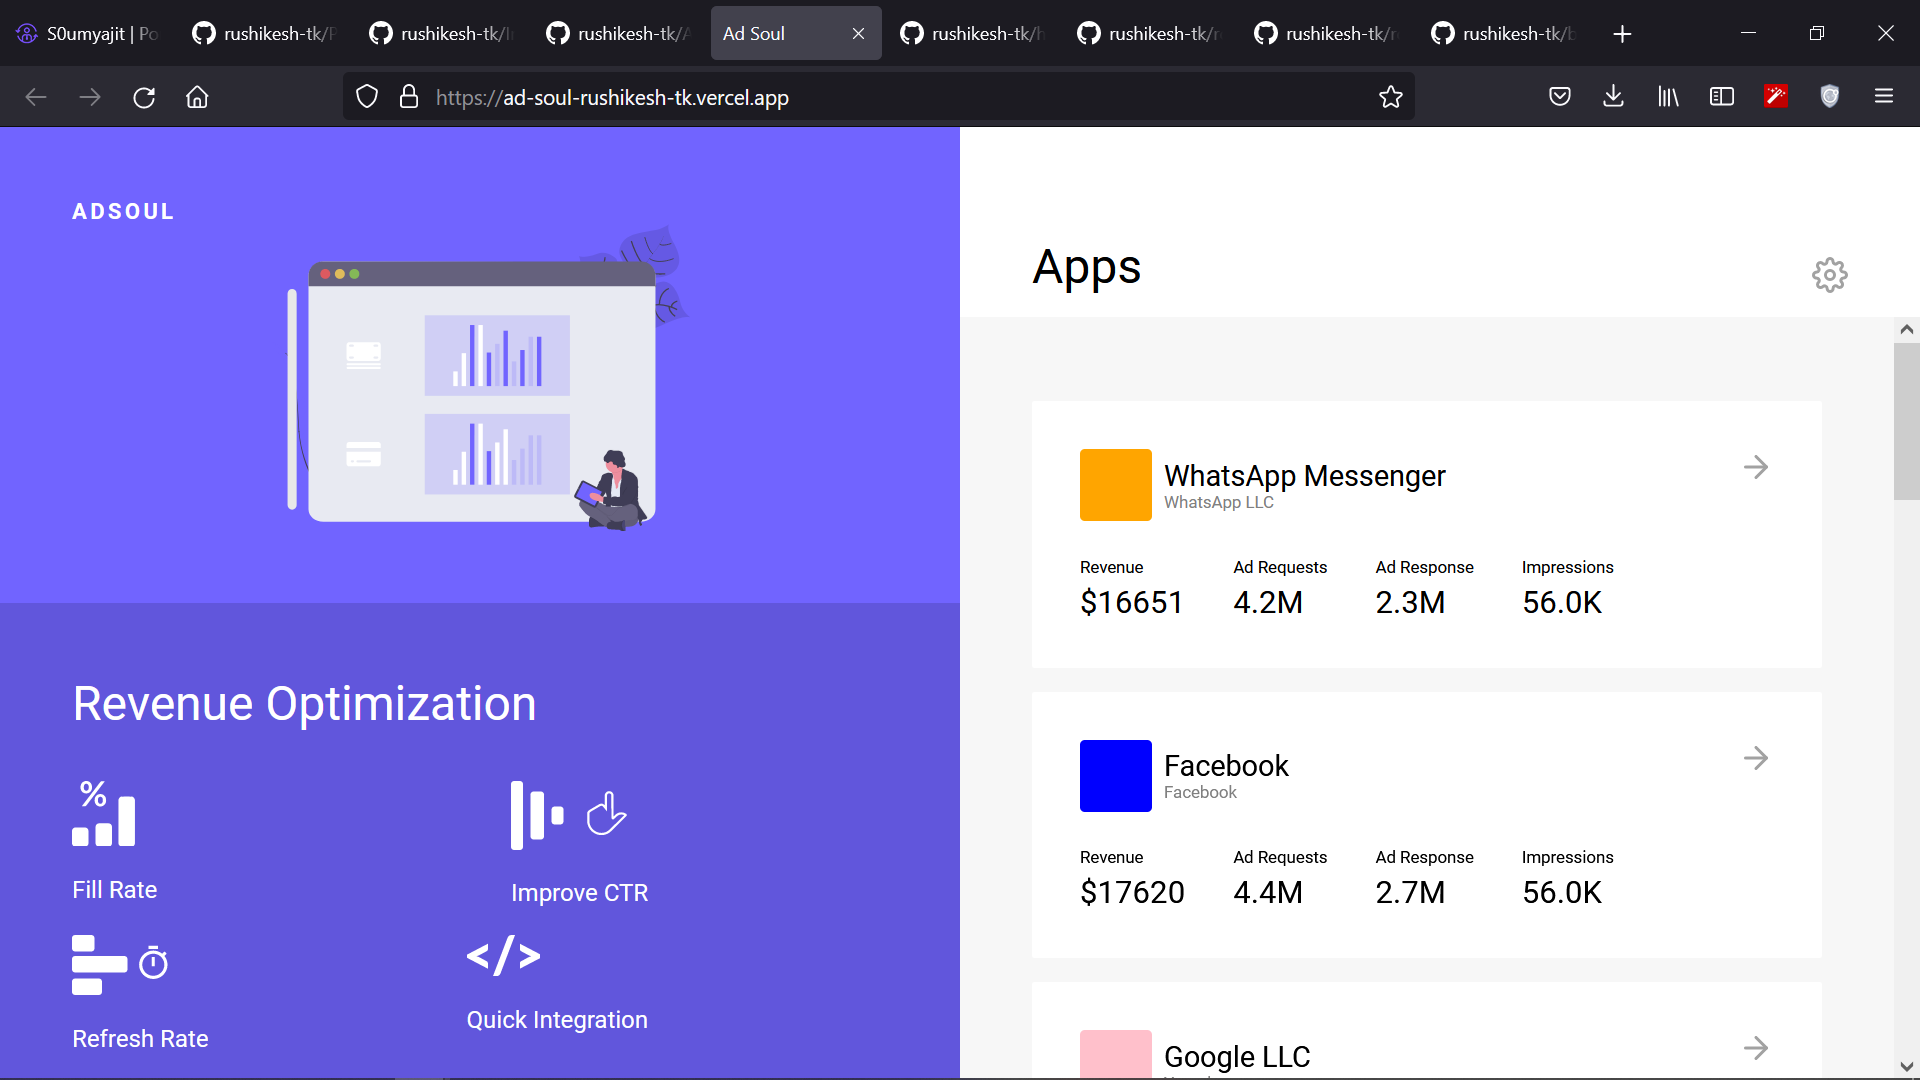 S0umyajit | Po
rushikesh-tk/P
rushikesh-tk/I
rushikesh-tk/A
Ad Soul
rushikesh-tk/h
rushikesh-tk/r
rushikesh-tk/r
rushikesh-tk/b
https://ad-soul-rushikesh-tk.vercel.app
ADSOUL
Revenue Optimization
%
Fill Rate
Improve CTR
</>
Refresh Rate
Quick Integration
Apps
WhatsApp Messenger
WhatsApp LLC
Revenue Ad Requests Ad Response Impressions
$16651 4.2M 2.3M 56.0K
Facebook
Facebook
Revenue Ad Requests Ad Response Impressions
$17620 4.4M 2.7M 56.0K
Google LLC